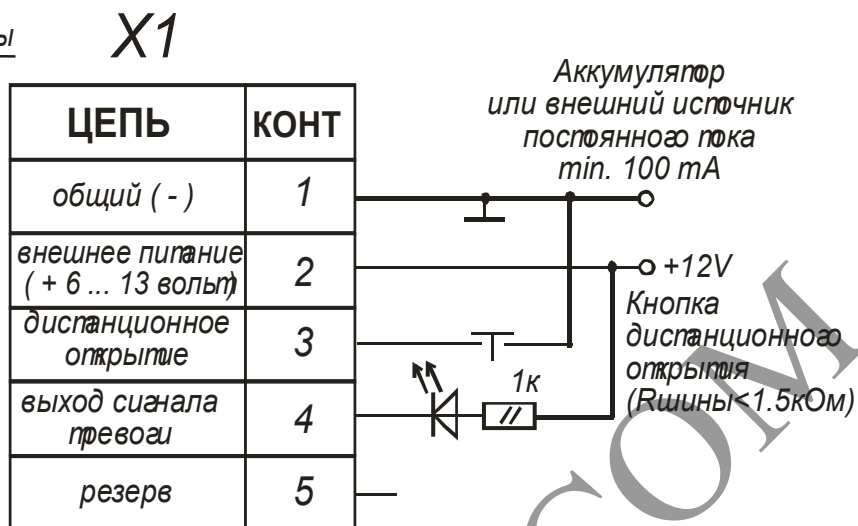 ы
X1
ЦЕПЬ КОНТ
общий ( - ) 1
внешнее питание
( + 6 ... 13 вольт) 2
дистанционное
открытие 3
выход сигнала
тревоги 4
резерв 5
Аккумулятор
или внешний источник
постоянного тока
min. 100 mA
+12V
Кнопка
дистанционного
открытия
(Rшины<1.5кОм)
1к
COM